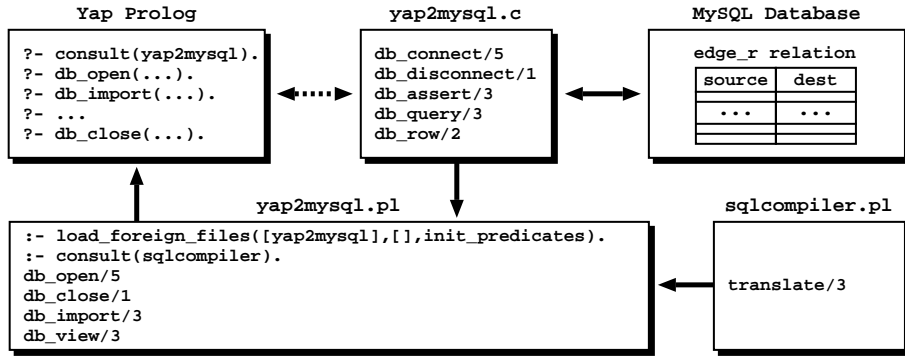 Yap Prolog
?- consult(yap2mysql).
?- db_open(...).
?- db_import(...).
?- ...
?- db_close(...).
yap2mysql.c
db_connect/5
db_disconnect/1
db_assert/3
db_query/3
db_row/2
MySQL Database
edge_r relation
source dest
... ...
yap2mysql.pl
:- load_foreign_files([yap2mysql],[],init_predicates).
:- consult(sqlcompiler).
db_open/5
db_close/1
db_import/3
db_view/3
sqlcompiler.pl
translate/3